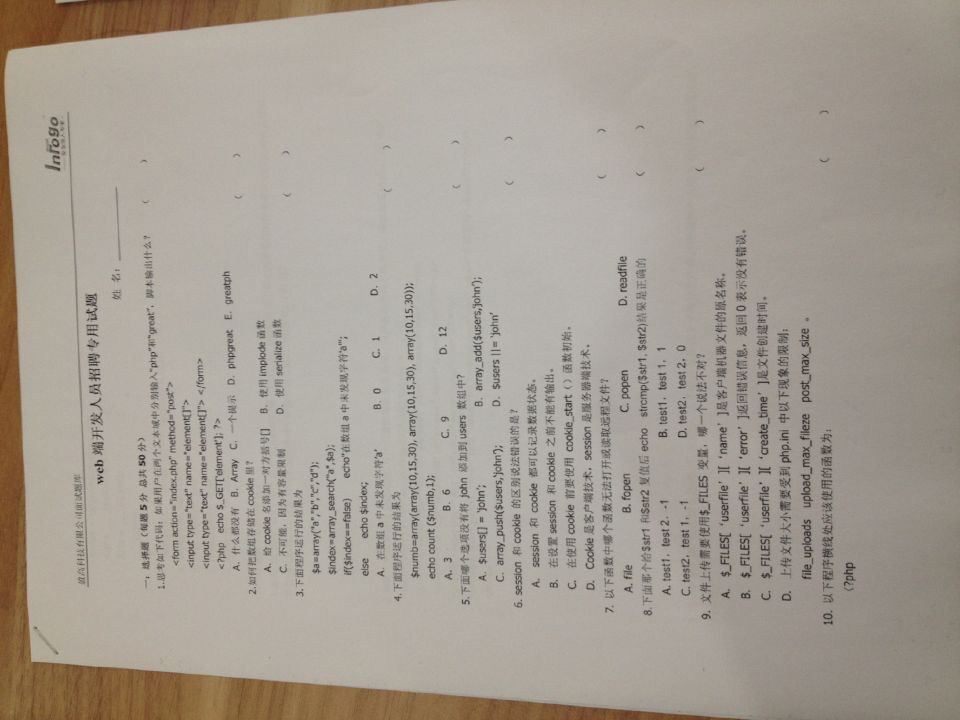 盈高科技有限公司面试题库
Infogo
web 端开发人员招聘专用试题
姓 名：
一、选择题（每题 5 分 总共 50 分）
1.思考如下代码：如果用户在两个文本域中分别输入"php"和"great"，脚本输出什么？ （ ）
<form action="index.php" method="post">
<input type="text" name="element[]">
<input type="text" name="element[]"> </form>
<?php echo $_GET['element']; ?>
A. 什么都没有 B. Array C. 一个提示 D. phpgreat E. greatph
2.如何把数组存储在 cookie 里？ （ ）
A. 给 cookie 名添加一对方括号[] B. 使用 implode 函数
C. 不可能，因为有容量限制 D. 使用 serialize 函数
3.下面程序运行的结果为 （ ）
$a=array("a","b","c","d");
$index=array_search("a",$a);
if($index==false) echo"在数组 a 中未发现字符'a'";
else echo $index;
A. 在数组 a 中未发现字符'a' B. 0 C. 1 D. 2
4.下面程序运行的结果为 （ ）
$numb=array(array(10,15,30), array(10,15,30), array(10,15,30));
echo count ($numb,1);
A. 3 B. 6 C. 9 D. 12
5.下面哪个选项没有将 john 添加到 users 数组中? （ ）
A. $users[] = 'john'; B. array_add($users,'john');
C. array_push($users,'john'); D. $users ||= 'john'
6. session 和 cookie 的区别说法错误的是？ （ ）
A. session 和 cookie 都可以记录数据状态。
B. 在设置 session 和 cookie 之前不能有输出。
C. 在使用 cookie 前要使用 cookie_start（）函数初始。
D. Cookie 是客户端技术，session 是服务器端技术。
7. 以下函数中哪个函数无法打开或读取远程文件？ （ ）
A. file B. fopen C. popen D. readfile
8.下面那个给$str1 和$str2 复值后 echo strcmp($str1, $str2)结果是正确的 （ ）
A. test1，test 2，-1 B. test1，test 1，1
C. test2，test 1，-1 D. test2，test 2，0
9. 文件上传需要使用$_FILES 变量，哪一个说法不对？ （ ）
A. $_FILES[ 'userfile' ][ 'name' ]是客户端机器文件的原名称。
B. $_FILES[ 'userfile' ][ 'error' ]返回错误信息，返回 0 表示没有错误。
C. $_FILES[ 'userfile' ][ 'create_time' ]是文件创建时间。
D. 上传文件大小需要受到 php.ini 中以下现象的限制：
file_uploads upload_max_filesze post_max_size 。
10. 以下程序横线处应该使用的函数为： （ ）
〈?php